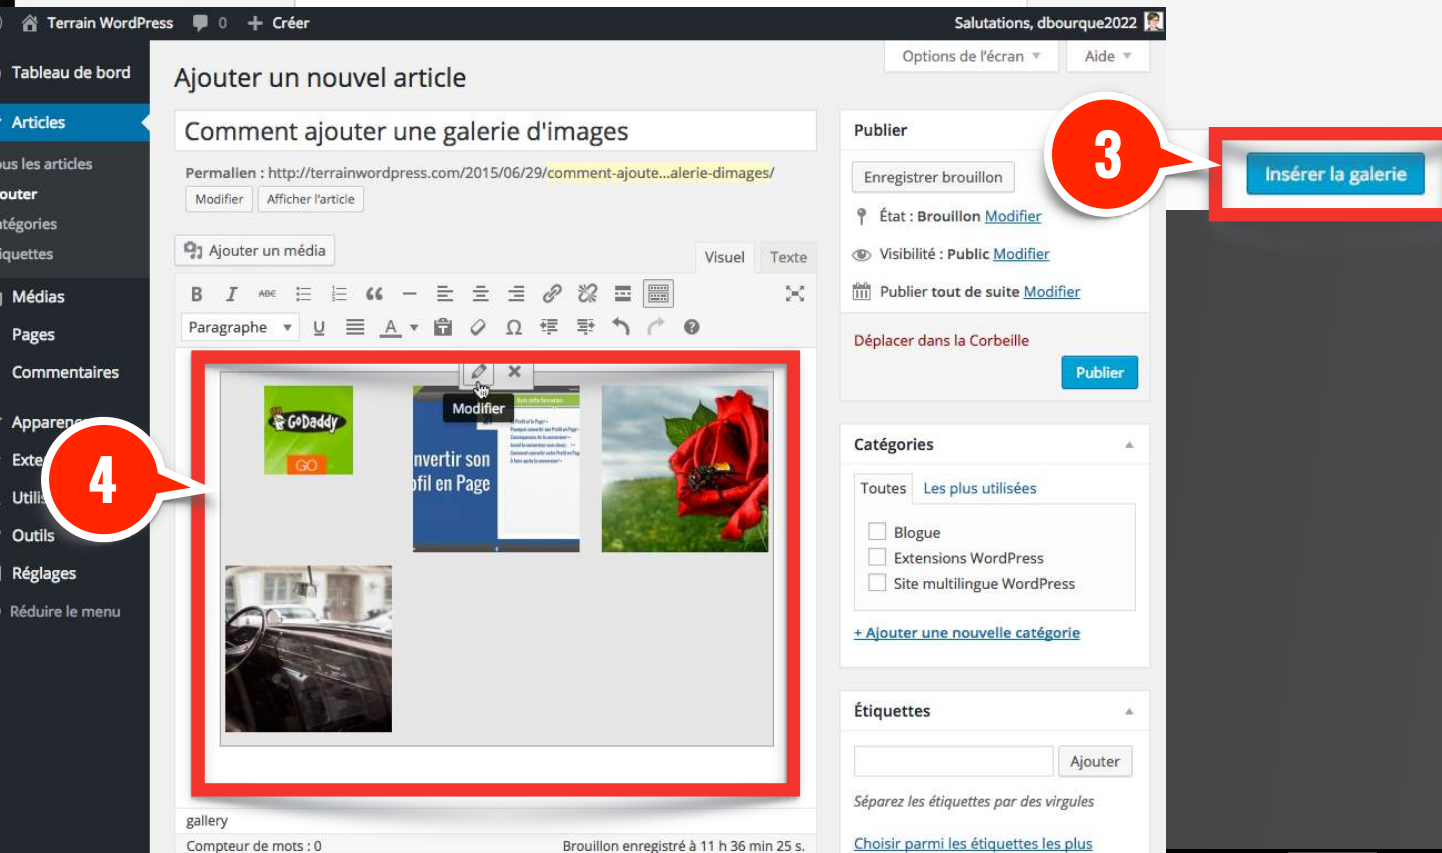 Terrain WordPress 0 + Créer
Salutations, dbourque2022
Options de l'écran
Aide
Tableau de bord
Articles
ous les articles
outer
tégories
iquettes
Médias
Pages
Commentaires
Apparenc
Exte
Utilis
Outils
Réglages
Réduire le menu
Ajouter un nouvel article
Comment ajouter une galerie d'images
Permalien : http://terrainwordpress.com/2015/06/29/comment-ajoute...alerie-dimages/
Modifier
Afficher l'article
Ajouter un média
Visuel
Texte
B I ABC
Paragraphe U A Ω ?
Modifier
GoDaddy
GO
nvertir son
ofil en Page
4
gallery
Compteur de mots : 0
Brouillon enregistré à 11 h 36 min 25 s.
Publier
Enregistrer brouillon
État : Brouillon Modifier
Visibilité : Public Modifier
Publier tout de suite Modifier
Déplacer dans la Corbeille
Publier
Catégories
Toutes
Les plus utilisées
Blogue
Extensions WordPress
Site multilingue WordPress
+ Ajouter une nouvelle catégorie
Étiquettes
Ajouter
Séparez les étiquettes par des virgules
Choisir parmi les étiquettes les plus
3
Insérer la galerie